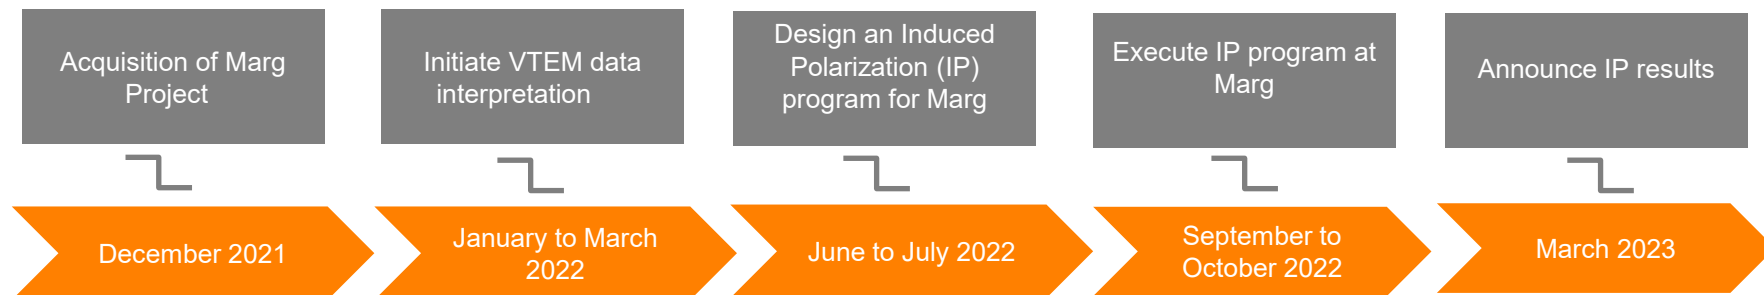 Acquisition of Marg
Project
Initiate VTEM data
interpretation
Design an Induced
Polarization (IP)
program for Marg
Execute IP program at
Marg
Announce IP results
December 2021
January to March
2022
June to July 2022
September to
October 2022
March 2023